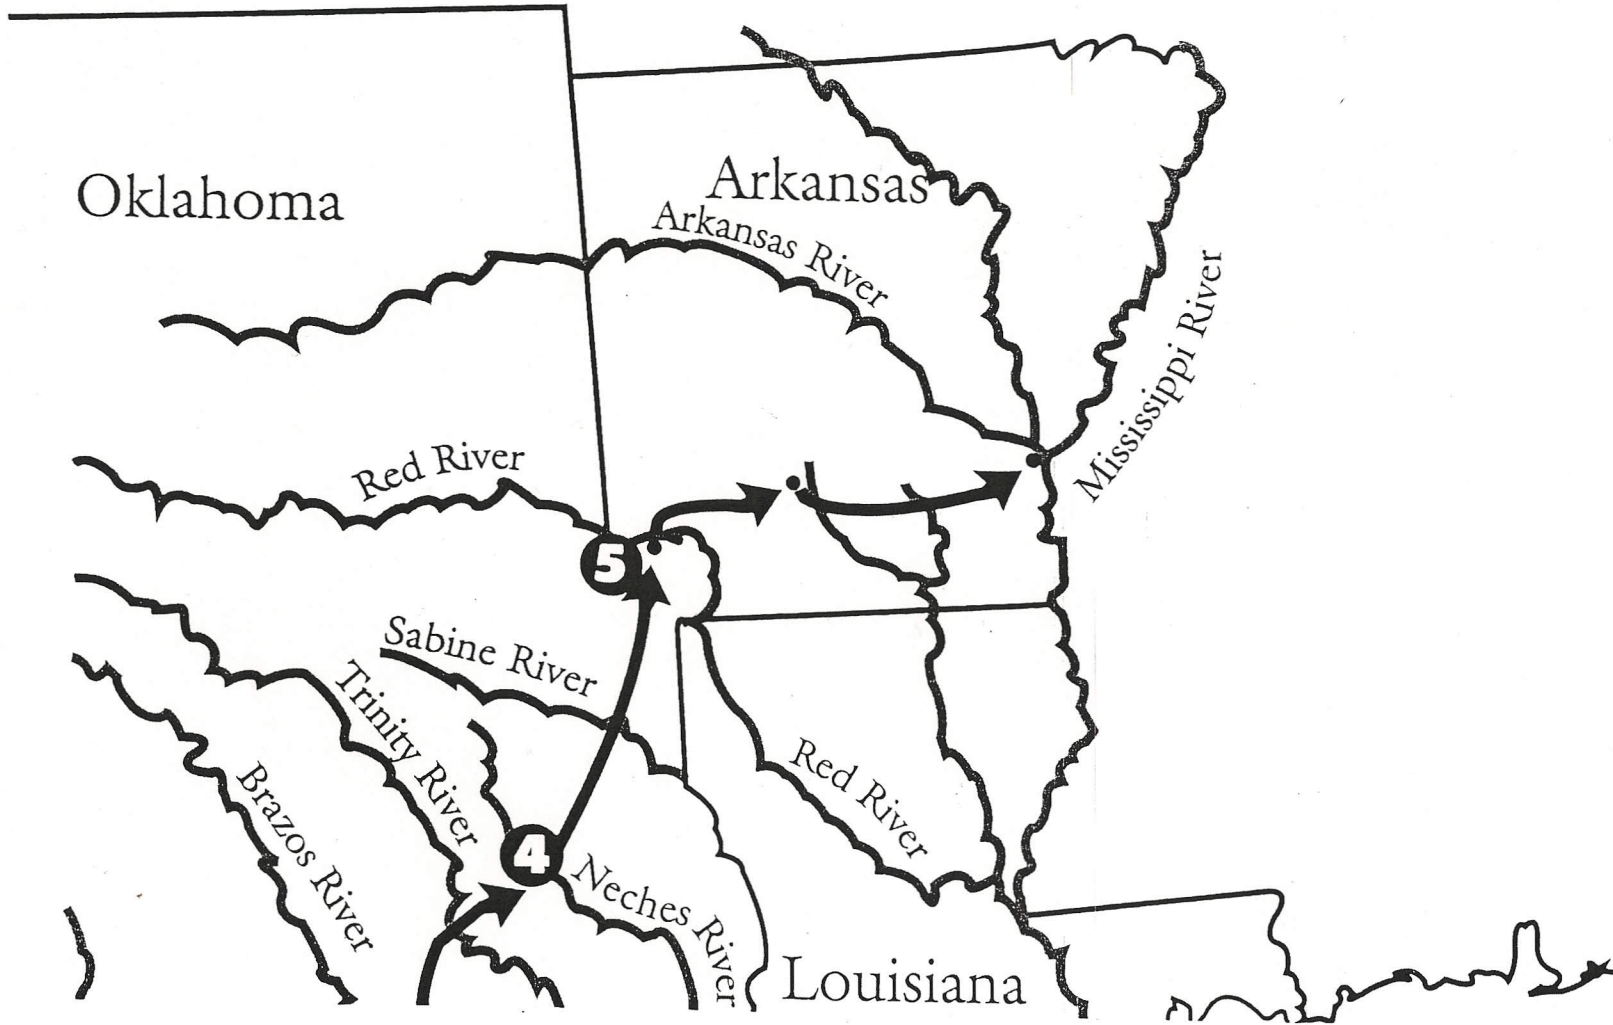 Oklahoma
Arkansas
Arkansas River
Mississippi River
Red River
5
Sabine River
Trinity River
Brazos River
Red River
4
Neches River
Louisiana